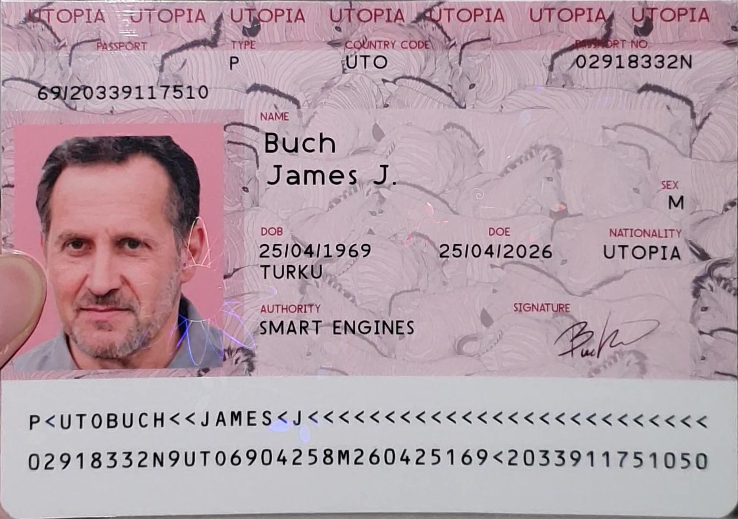 UTOPIA UTOPIA UTOPIA UTOPIA UTOPIA UTOPIA UTOPIA
PASSPORT TYPE COUNTRY CODE PASSPORT NO.
P UTO 02918332N
69/20339117510
NAME
Buch
James J.
SEX
M
DOB DOE NATIONALITY
25/04/1969 25/04/2026 UTOPIA
TURKU
AUTHORITY SIGNATURE
SMART ENGINES
P<UTOBUCH<<JAMES<J<<<<<<<<<<<<<<<<<<<<<<<<<<
02918332N9UTO6904258M260425169<2033911751050